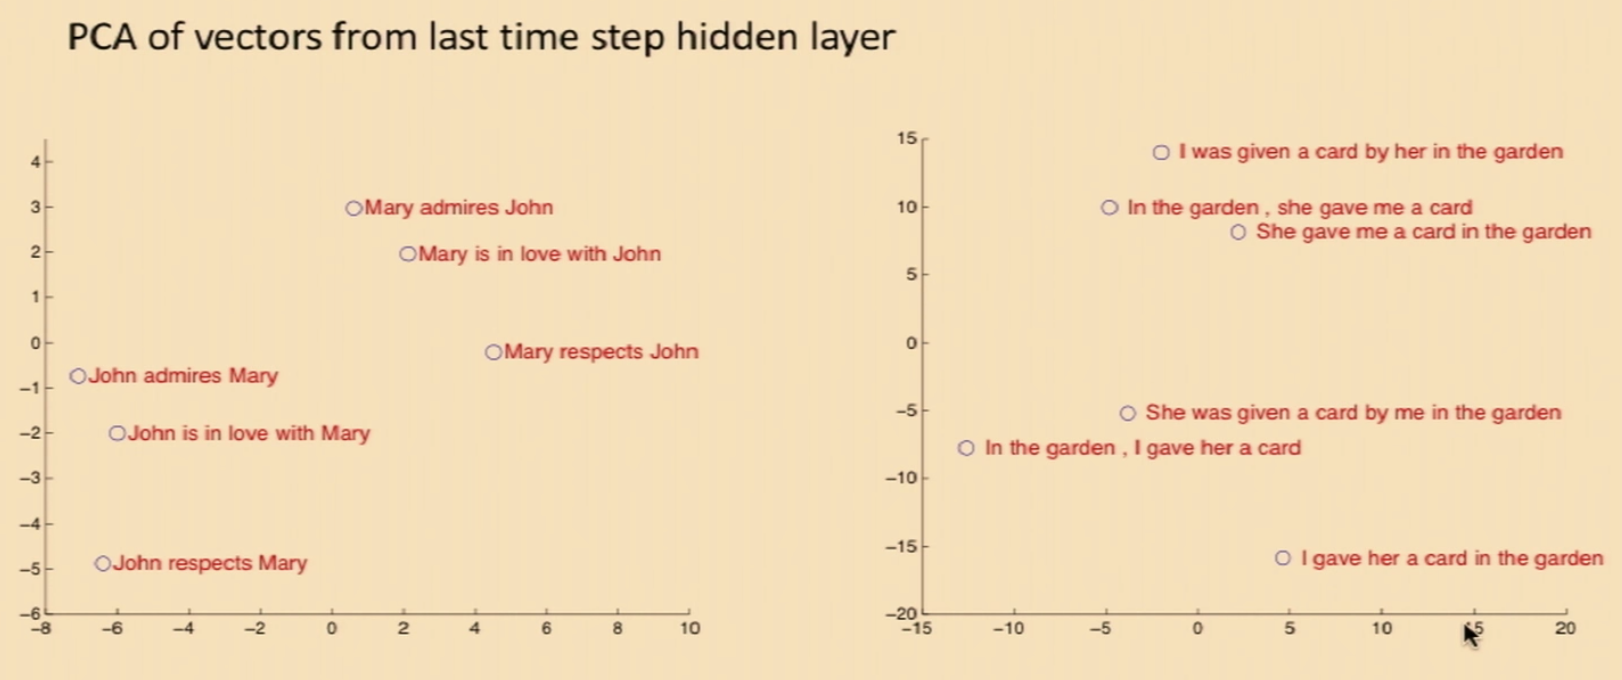 PCA of vectors from last time step hidden layer
4
3
2
1
0
−1
−2
−3
−4
−5
−6
−8
−6
−4
−2
0
2
4
6
8
10
Mary admires John
Mary is in love with John
Mary respects John
John admires Mary
John is in love with Mary
John respects Mary
15
10
5
0
−5
−10
−15
−20
−15
−10
−5
0
5
10
15
20
I was given a card by her in the garden
In the garden , she gave me a card
She gave me a card in the garden
She was given a card by me in the garden
In the garden , I gave her a card
I gave her a card in the garden